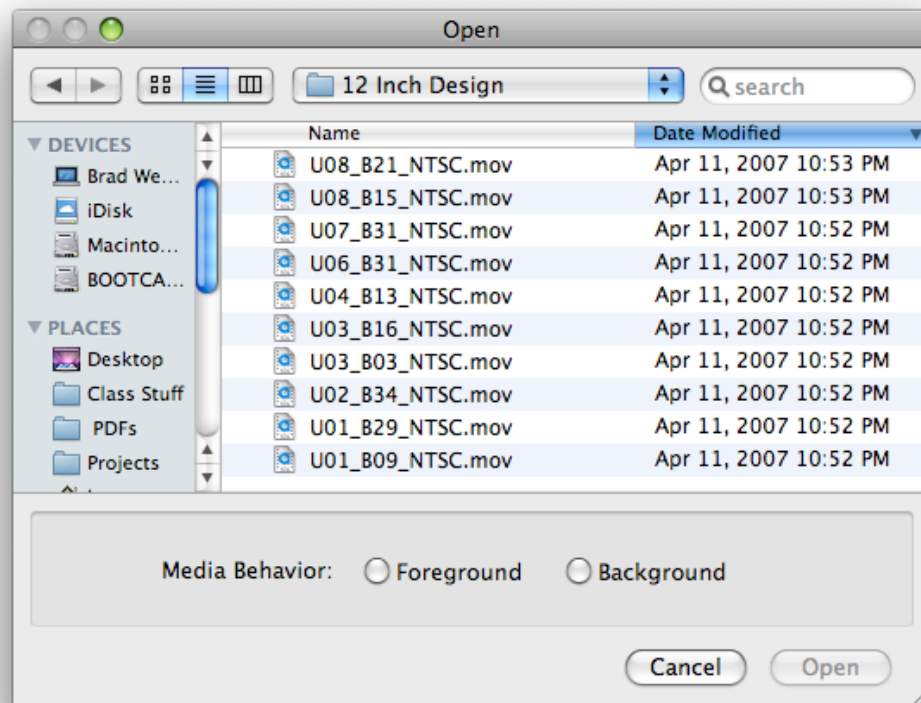 Open
12 Inch Design
search
DEVICES
Brad We...
iDisk
Macinto...
BOOTCA...
PLACES
Desktop
Class Stuff
PDFs
Projects
Name Date Modified
U08_B21_NTSC.mov Apr 11, 2007 10:53 PM
U08_B15_NTSC.mov Apr 11, 2007 10:53 PM
U07_B31_NTSC.mov Apr 11, 2007 10:52 PM
U06_B31_NTSC.mov Apr 11, 2007 10:52 PM
U04_B13_NTSC.mov Apr 11, 2007 10:52 PM
U03_B16_NTSC.mov Apr 11, 2007 10:52 PM
U03_B03_NTSC.mov Apr 11, 2007 10:52 PM
U02_B34_NTSC.mov Apr 11, 2007 10:52 PM
U01_B29_NTSC.mov Apr 11, 2007 10:52 PM
U01_B09_NTSC.mov Apr 11, 2007 10:52 PM
Media Behavior: Foreground Background
Cancel Open